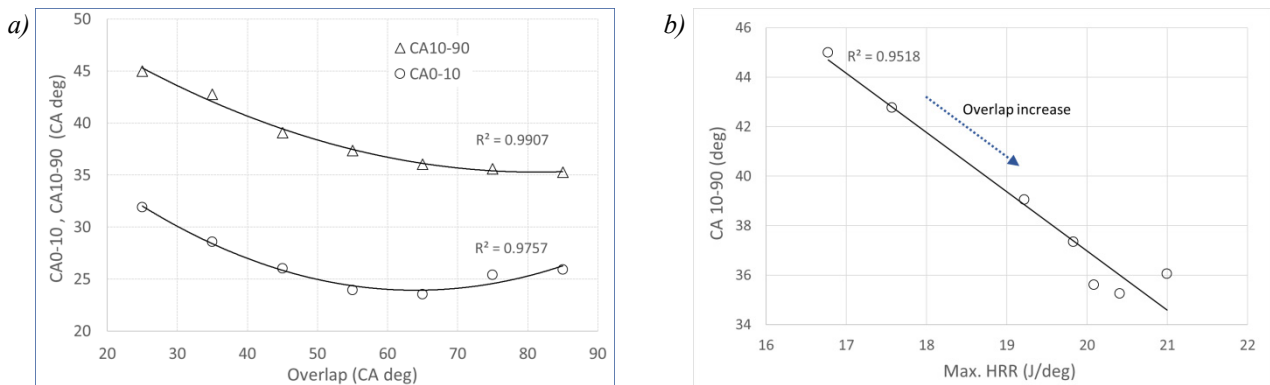 a)
CA0-10 , CA10-90 (CA deg)
50
45
40
35
30
25
20
CA10-90
CA0-10
R² = 0.9907
R² = 0.9757
20 30 40 50 60 70 80 90
Overlap (CA deg)
b)
CA 10-90 (deg)
46
44
42
40
38
36
34
R² = 0.9518
Overlap increase
16 17 18 19 20 21 22
Max. HRR (J/deg)